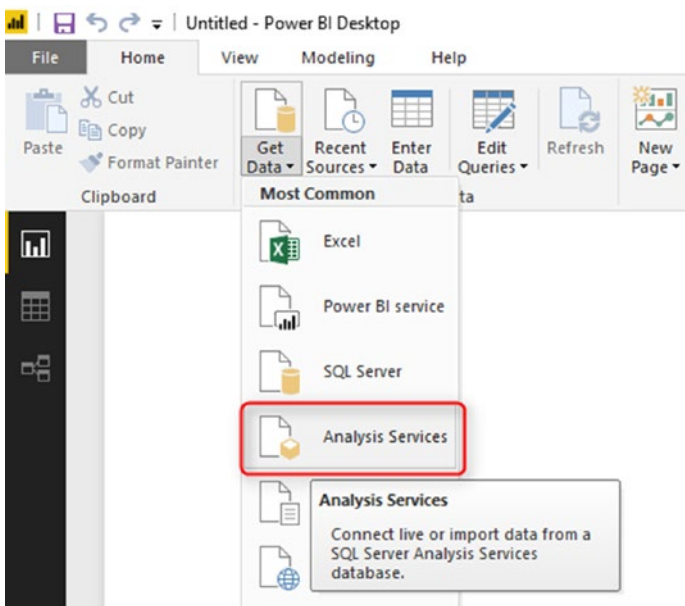 Untitled - Power BI Desktop
File Home View Modeling Help
Paste
Cut
Copy
Format Painter
Clipboard
Get Data
Recent Sources
Enter Data
Edit Queries
Refresh
New Page
ta
Most Common
Excel
Power BI service
SQL Server
Analysis Services
Analysis Services
Connect live or import data from a
SQL Server Analysis Services
database.